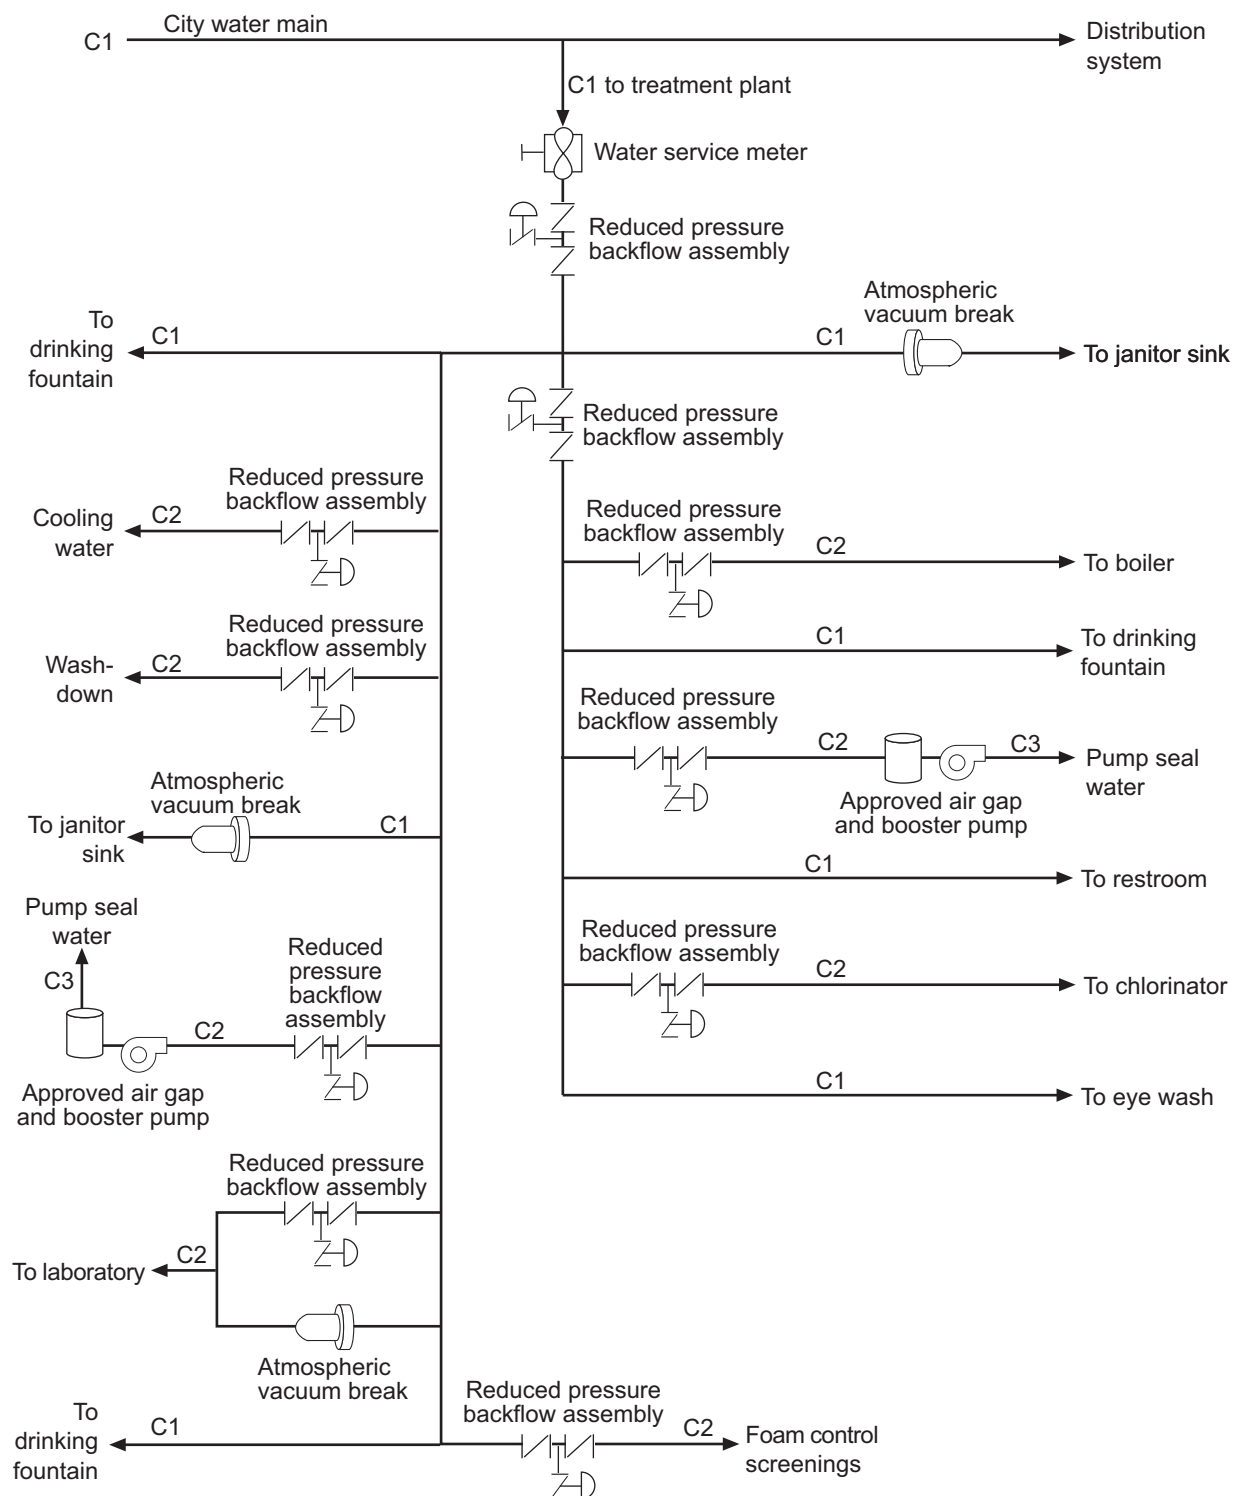 City water main
C1
Distribution
system
C1 to treatment plant
Water service meter
Reduced pressure
backflow assembly
Atmospheric
vacuum break
To
drinking
fountain
C1
C1
To janitor sink
Reduced pressure
backflow assembly
Reduced pressure
backflow assembly
Cooling
water
C2
Reduced pressure
backflow assembly
C2
To boiler
Reduced pressure
backflow assembly
Wash-
down
C2
C1
To drinking
fountain
Reduced pressure
backflow assembly
C2
C3
Pump seal
water
Approved air gap
and booster pump
Atmospheric
vacuum break
To janitor
sink
C1
C1
To restroom
Pump seal
water
C3
Reduced
pressure
backflow
assembly
C2
Approved air gap
and booster pump
Reduced pressure
backflow assembly
C2
To chlorinator
C1
To eye wash
Reduced pressure
backflow assembly
C2
To laboratory
Atmospheric
vacuum break
To
drinking
fountain
C1
Reduced pressure
backflow assembly
C2
Foam control
screenings